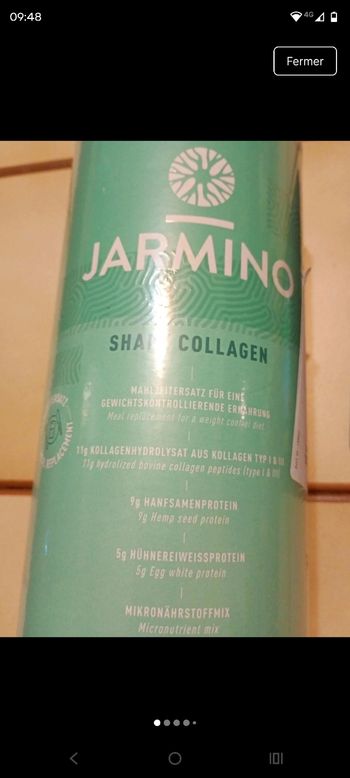 09:48
4G
Fermer
JARMINO
COLLAGEN
MAHLZEITERSATZ FÜR EINE
GEWICHTSKONTROLLIERENDE ERNÄHRUNG
Meal replacement for a weight control diet
11g KOLLAGENHYDROLYSAT AUS KOLLAGEN TYP I & III
11g hydrolized bovine collagen peptides (type I & III)
9g HANFSAMENPROTEIN
9g Hemp seed protein
5g HÜHNEREIWEISSPROTEIN
5g Egg white protein
MIKRONÄHRSTOFFMIX
Micronutrient mix
REPLACEMENT